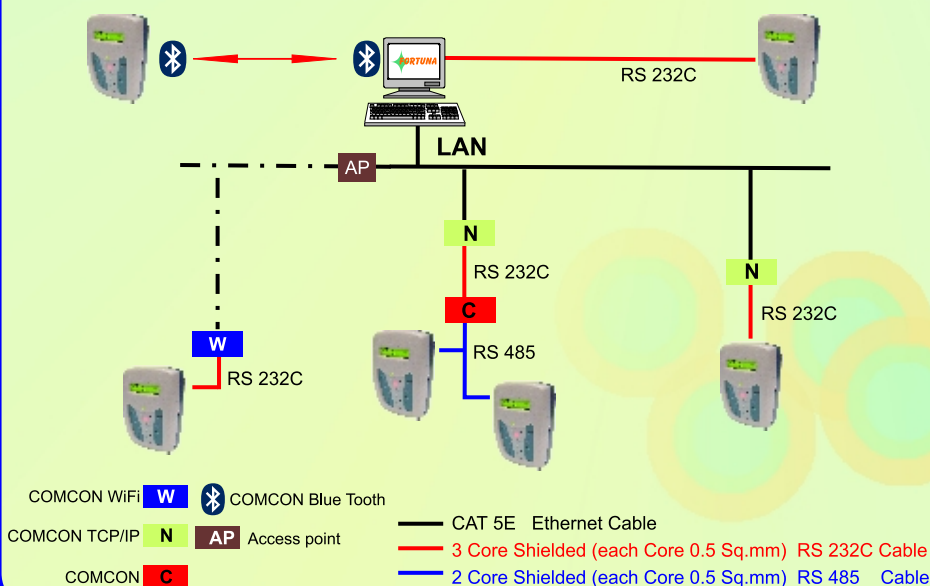 FORTUNA
RS 232C
LAN
AP
N
RS 232C
N
C
RS 232C
W
RS 485
RS 232C
COMCON WiFi W COMCON Blue Tooth
COMCON TCP/IP N AP Access point
COMCON C
CAT 5E Ethernet Cable
3 Core Shielded (each Core 0.5 Sq.mm) RS 232C Cable
2 Core Shielded (each Core 0.5 Sq.mm) RS 485 Cable